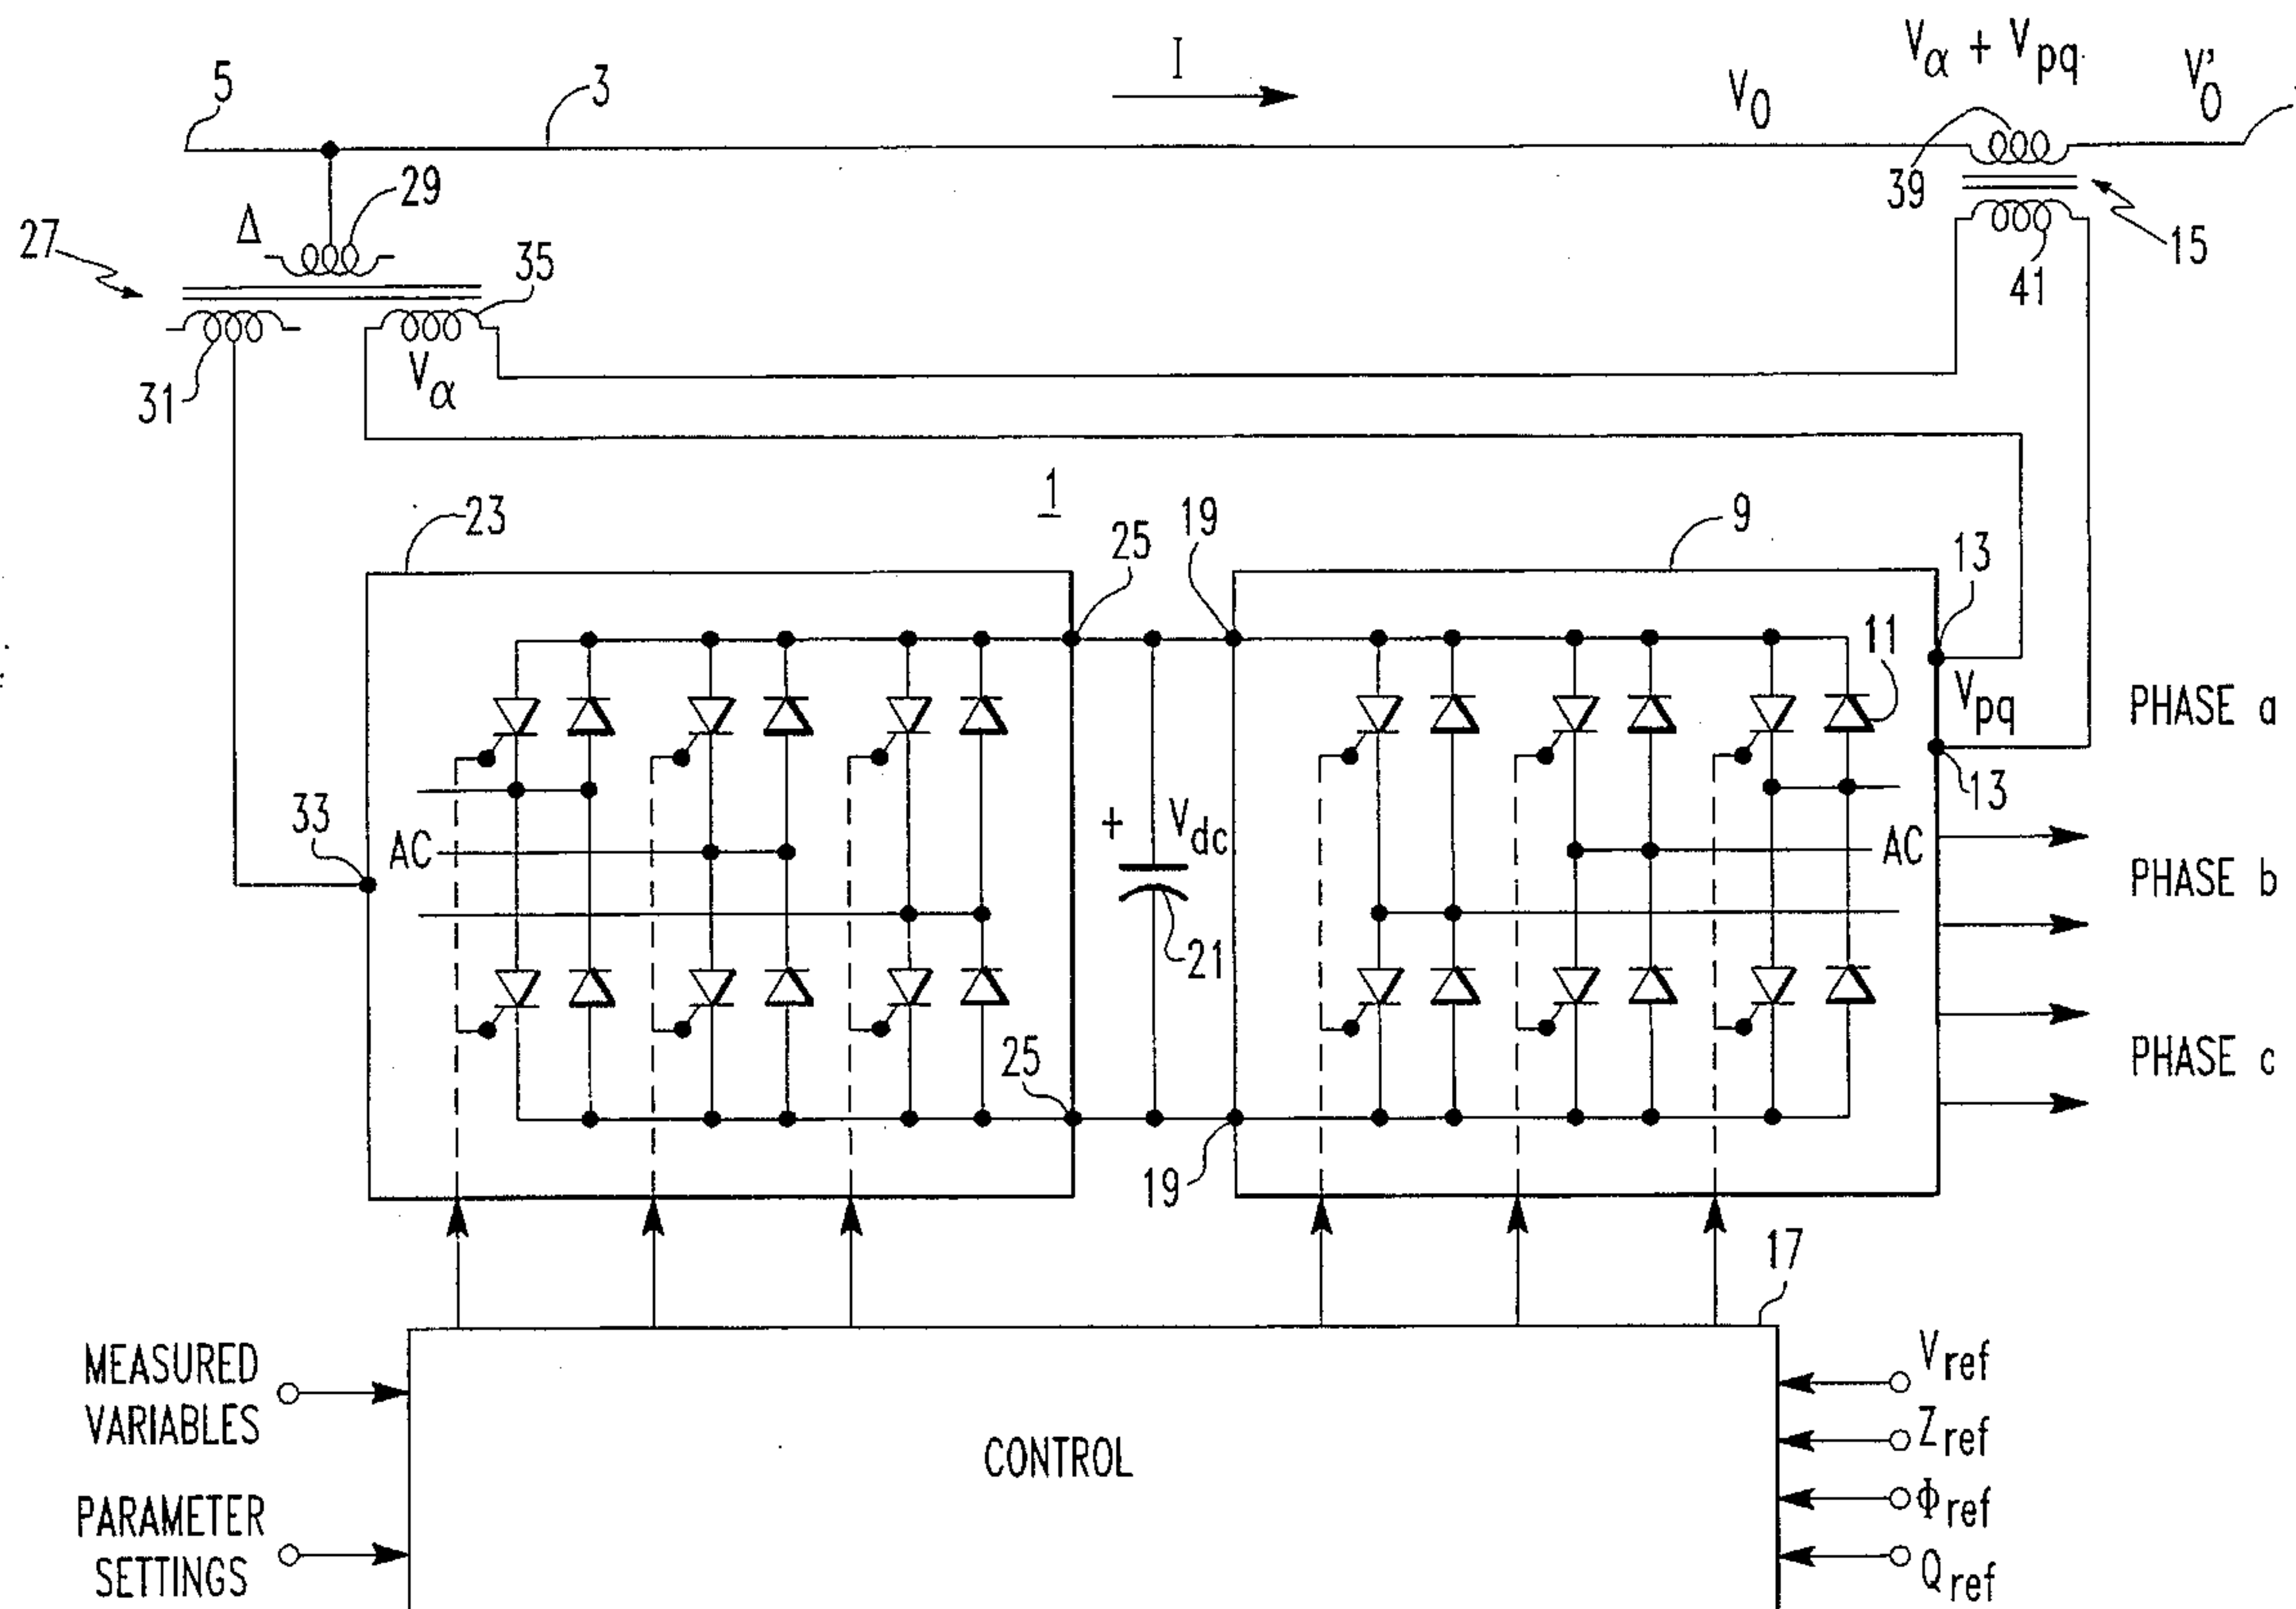 5
3
I
V0
Vα + Vpq
V'0
29
Δ
27
35
39
15
41
31
Vα
1
23
25
19
9
13
11
Vpq
PHASE a
13
33
AC
+
Vdc
AC
PHASE b
21
PHASE c
25
19
17
MEASURED
VARIABLES
Vref
Zref
CONTROL
PARAMETER
SETTINGS
Φref
Qref